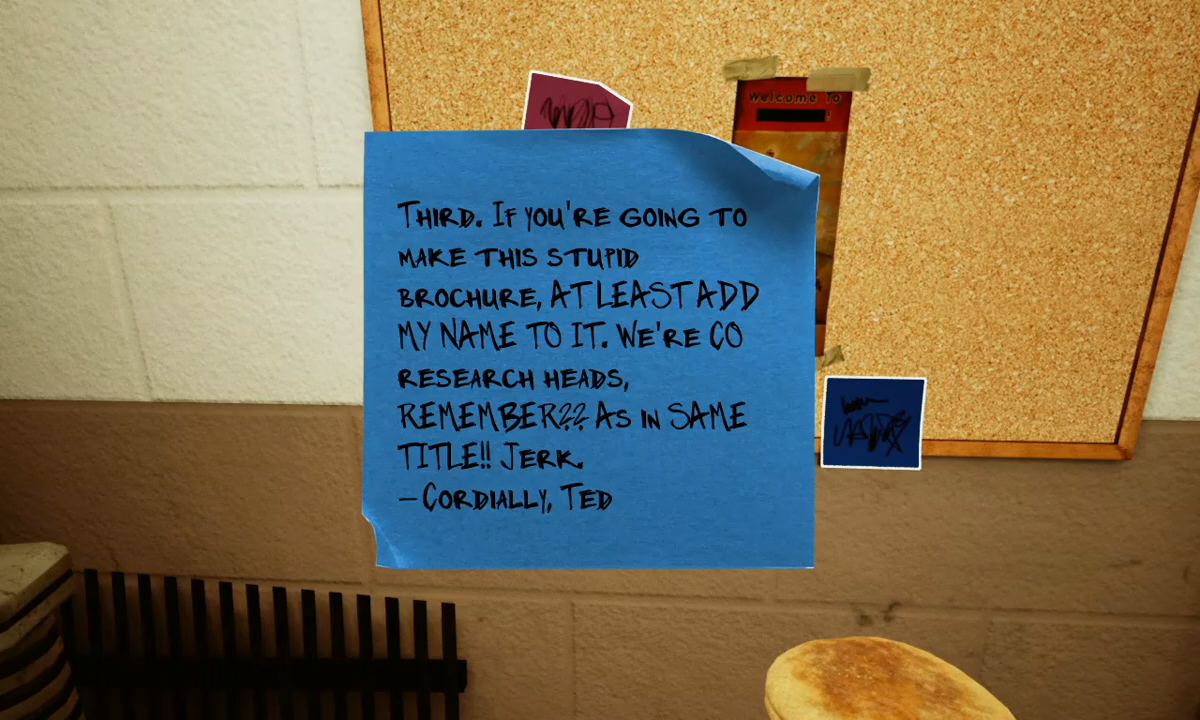 Welcome To
!
THIRD. IF YOU'RE GOING TO
MAKE THIS STUPID
BROCHURE, AT LEAST ADD
MY NAME TO IT. WE'RE CO
RESEARCH HEADS,
REMEMBER?? AS IN SAME
TITLE!! JERK.
– CORDIALLY, TED